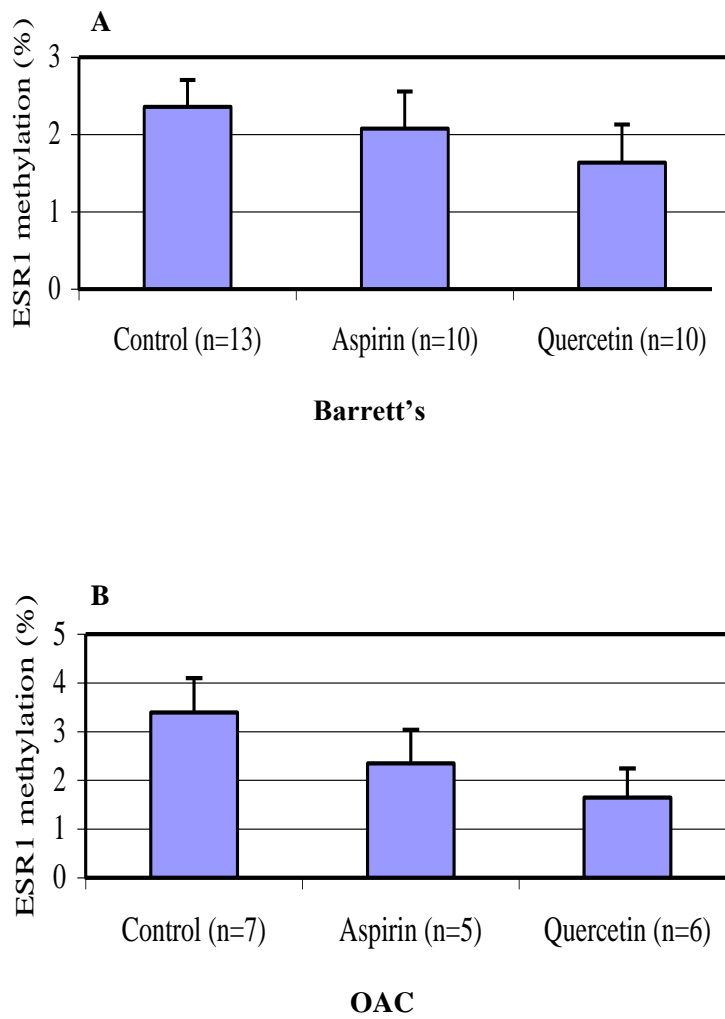 A
ESR1 methylation (%)
3
2
1
0
Control (n=13) Aspirin (n=10) Quercetin (n=10)
Barrett’s
B
ESR1 methylation (%)
5
4
3
2
1
0
Control (n=7) Aspirin (n=5) Quercetin (n=6)
OAC